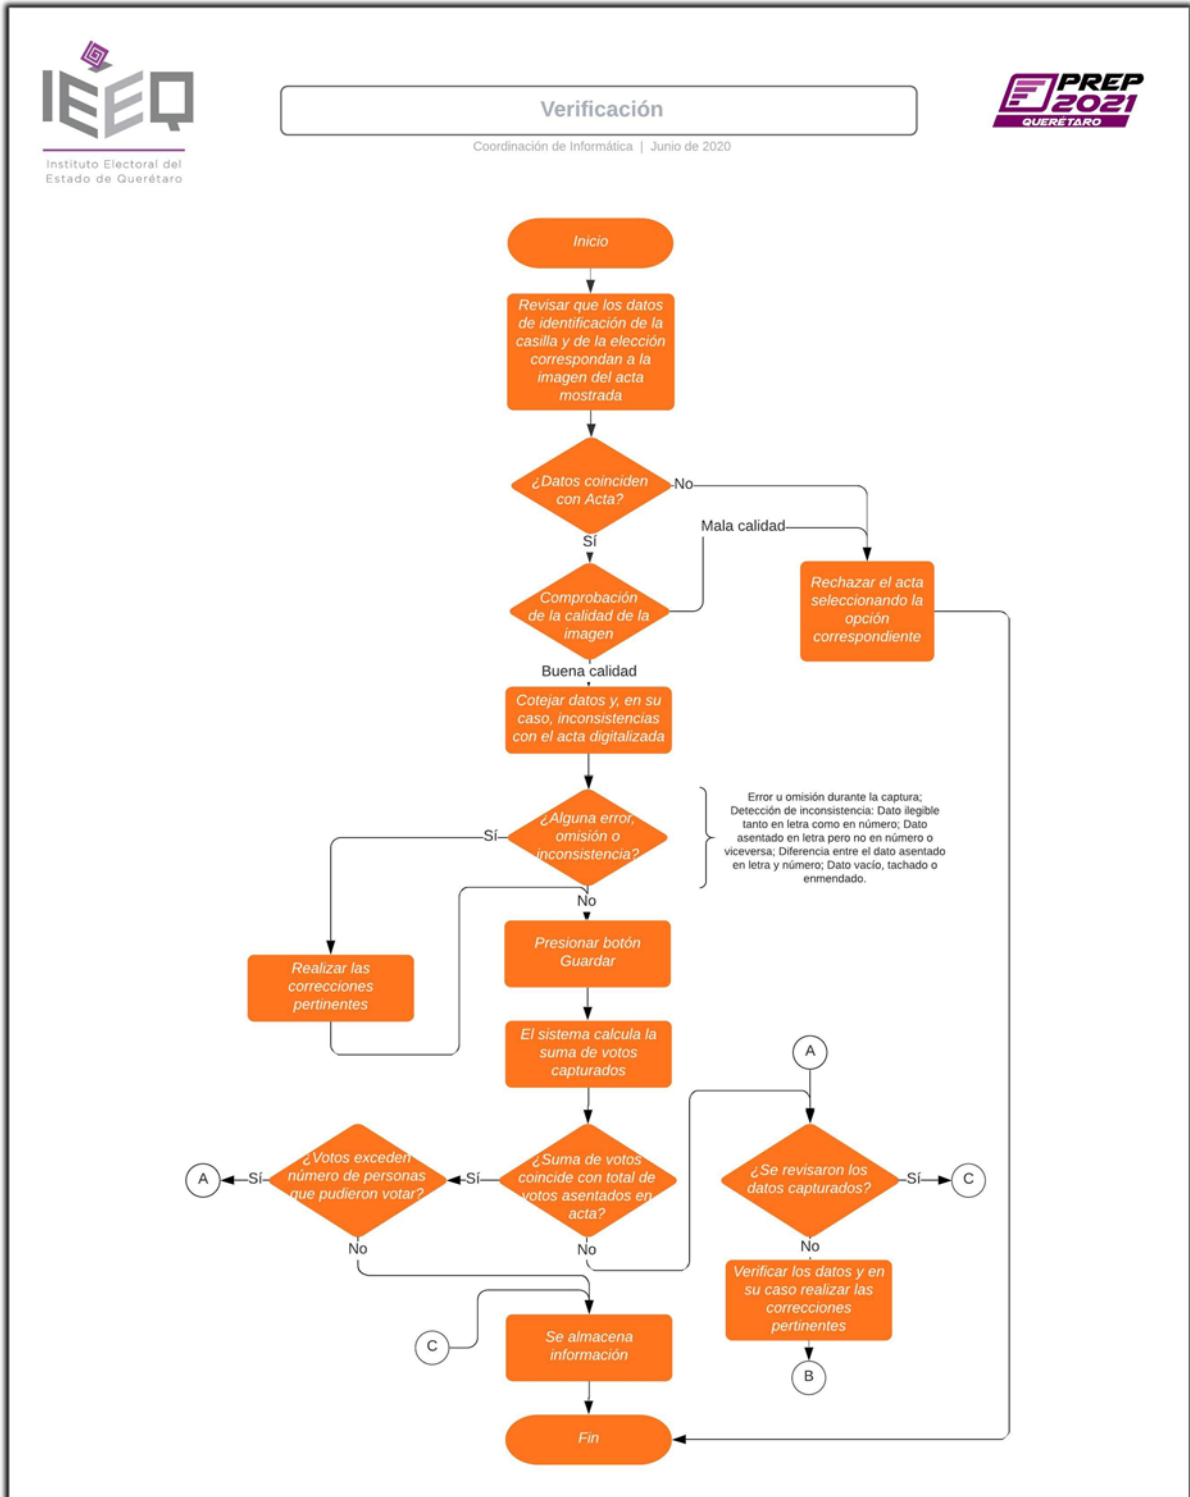 IEEQ
Instituto Electoral del
Estado de Querétaro
Verificación
Coordinación de Informática | Junio de 2020
PREP
2021
QUERÉTARO
Inicio
Revisar que los datos
de identificación de la
casilla y de la elección
correspondan a la
imagen del acta
mostrada
¿Datos coinciden
con Acta?
No
Sí
Mala calidad
Comprobación
de la calidad de la
imagen
Rechazar el acta
seleccionando la
opción
correspondiente
Buena calidad
Cotejar datos y, en su
caso, inconsistencias
con el acta digitalizada
¿Alguna error,
omisión o
inconsistencia?
Sí
Error u omisión durante la captura;
Detección de inconsistencia: Dato ilegible
tanto en letra como en número; Dato
asentado en letra pero no en número o
viceversa; Diferencia entre el dato asentado
en letra y número; Dato vacío, tachado o
enmendado.
No
Presionar botón
Guardar
Realizar las
correcciones
pertinentes
El sistema calcula la
suma de votos
capturados
A
A
Sí
¿Votos exceden
número de personas
que pudieron votar?
Sí
¿Suma de votos
coincide con total de
votos asentados en
acta?
¿Se revisaron los
datos capturados?
Sí
C
No
No
No
Verificar los datos y en
su caso realizar las
correcciones
pertinentes
C
Se almacena
información
B
Fin